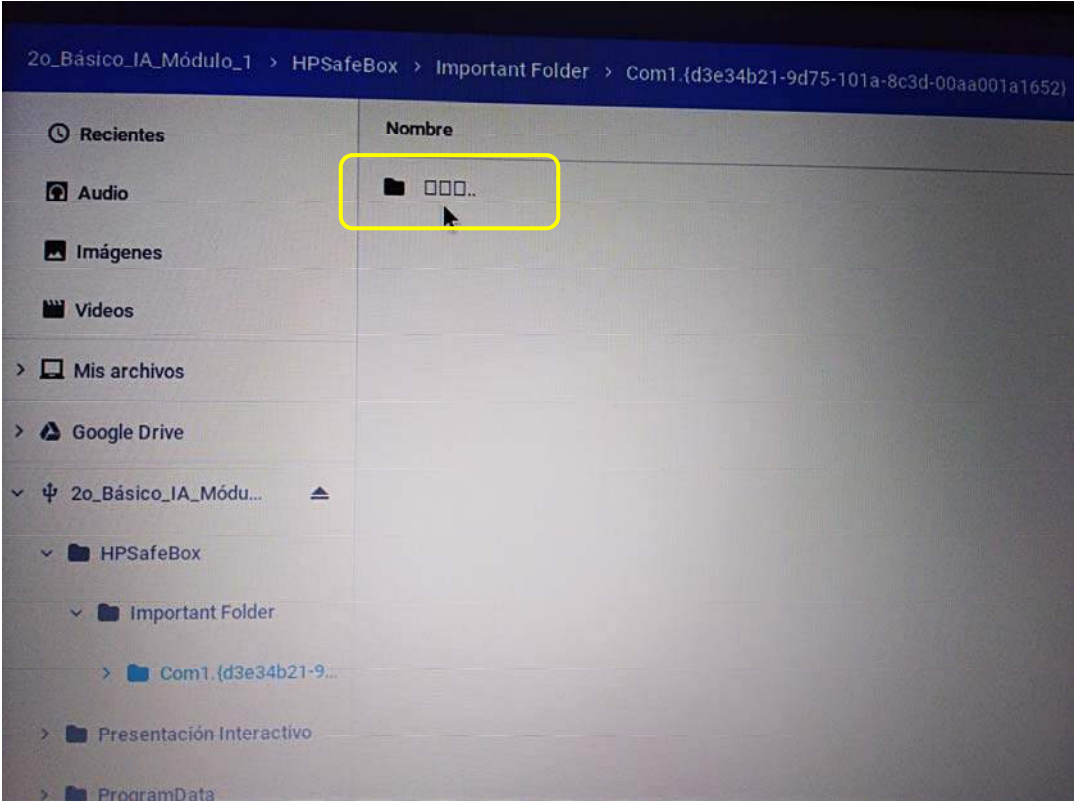 2o_Básico_IA_Módulo_1 > HPSafeBox > Important Folder > Com1.{d3e34b21-9d75-101a-8c3d-00aa001a1652}
Recientes
Nombre
Audio
□□□..
Imágenes
Videos
> Mis archivos
> Google Drive
2o_Básico_IA_Módu...
HPSafeBox
Important Folder
> Com1.{d3e34b21-9...
> Presentación Interactivo
> ProgramData